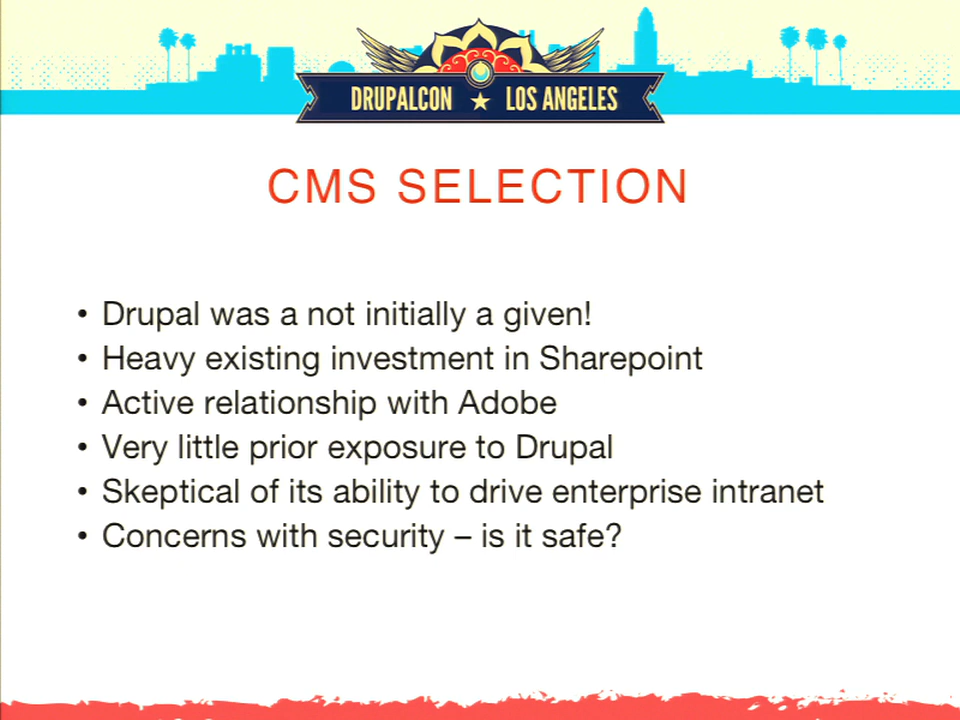 DRUPALCON ★ LOS ANGELES
CMS SELECTION
• Drupal was a not initially a given!
• Heavy existing investment in Sharepoint
• Active relationship with Adobe
• Very little prior exposure to Drupal
• Skeptical of its ability to drive enterprise intranet
• Concerns with security – is it safe?